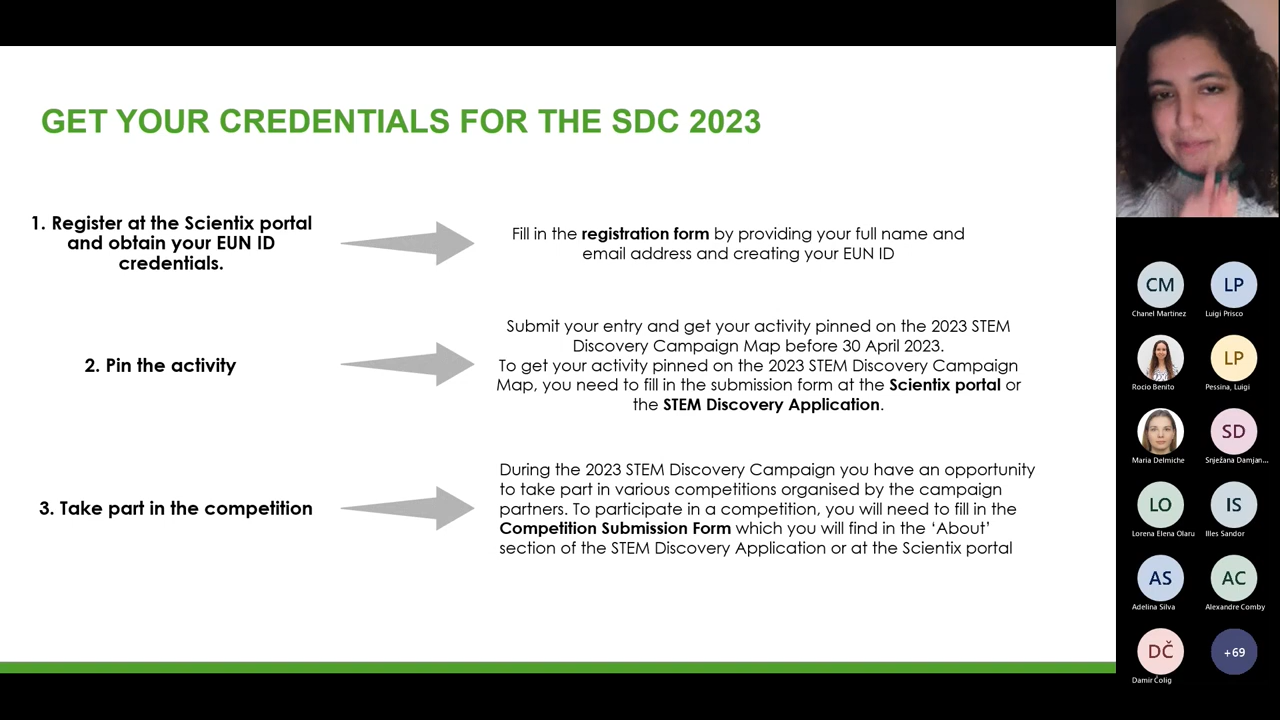 GET YOUR CREDENTIALS FOR THE SDC 2023
1. Register at the Scientix portal
and obtain your EUN ID
credentials.
Fill in the registration form by providing your full name and
email address and creating your EUN ID
2. Pin the activity
Submit your entry and get your activity pinned on the 2023 STEM
Discovery Campaign Map before 30 April 2023.
To get your activity pinned on the 2023 STEM Discovery Campaign
Map, you need to fill in the submission form at the Scientix portal or
the STEM Discovery Application.
3. Take part in the competition
During the 2023 STEM Discovery Campaign you have an opportunity
to take part in various competitions organised by the campaign
partners. To participate in a competition, you will need to fill in the
Competition Submission Form which you will find in the ‘About’
section of the STEM Discovery Application or at the Scientix portal
CM
LP
Chanel Martinez
Luigi Prisco
LP
Rocio Benito
Pessina, Luigi
SD
Maria Delmiche
Snježana Damjan...
LO
IS
Lorena Elena Olaru
Illes Sandor
AS
AC
Adelina Silva
Alexandre Comby
DČ
+69
Damir Čolig